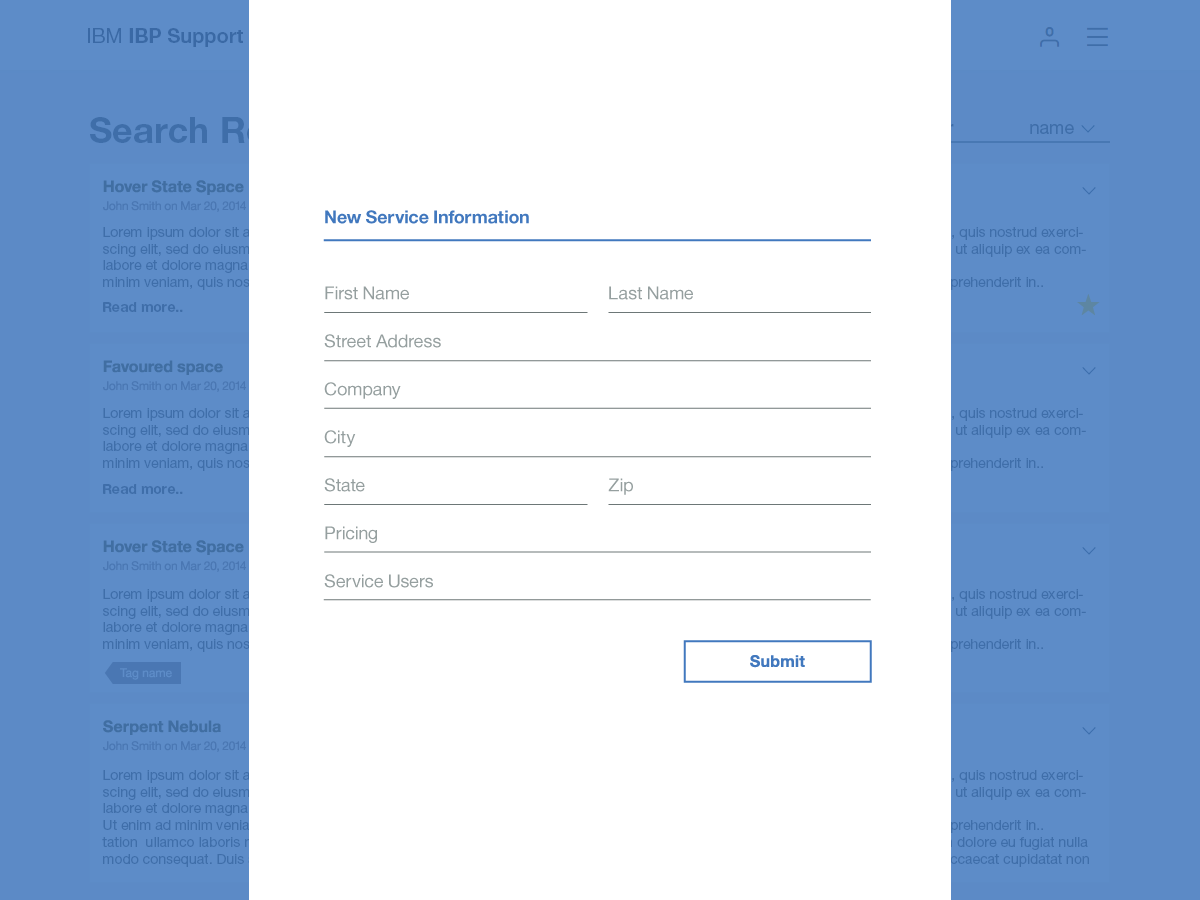 IBM IBP Support
Search Re
name
New Service Information
First Name
Last Name
Street Address
Company
City
State
Zip
Pricing
Service Users
Submit
Hover State Space
John Smith on Mar 20, 2014
Lorem ipsum dolor sit a
scing elit, sed do eiusm
labore et dolore magna
minim veniam, quis nos
Read more..
, quis nostrud exerci-
ut aliquip ex ea com-
prehenderit in..
Favoured space
John Smith on Mar 20, 2014
Lorem ipsum dolor sit a
scing elit, sed do eiusm
labore et dolore magna
minim veniam, quis nos
Read more..
, quis nostrud exerci-
ut aliquip ex ea com-
prehenderit in..
Hover State Space
John Smith on Mar 20, 2014
Lorem ipsum dolor sit a
scing elit, sed do eiusm
labore et dolore magna
minim veniam, quis nos
Tag name
, quis nostrud exerci-
ut aliquip ex ea com-
prehenderit in..
Serpent Nebula
John Smith on Mar 20, 2014
Lorem ipsum dolor sit a
scing elit, sed do eiusm
labore et dolore magna
Ut enim ad minim venia
tation ullamco laboris n
modo consequat. Duis
, quis nostrud exerci-
ut aliquip ex ea com-
prehenderit in..
dolore eu fugiat nulla
ccaecat cupidatat non